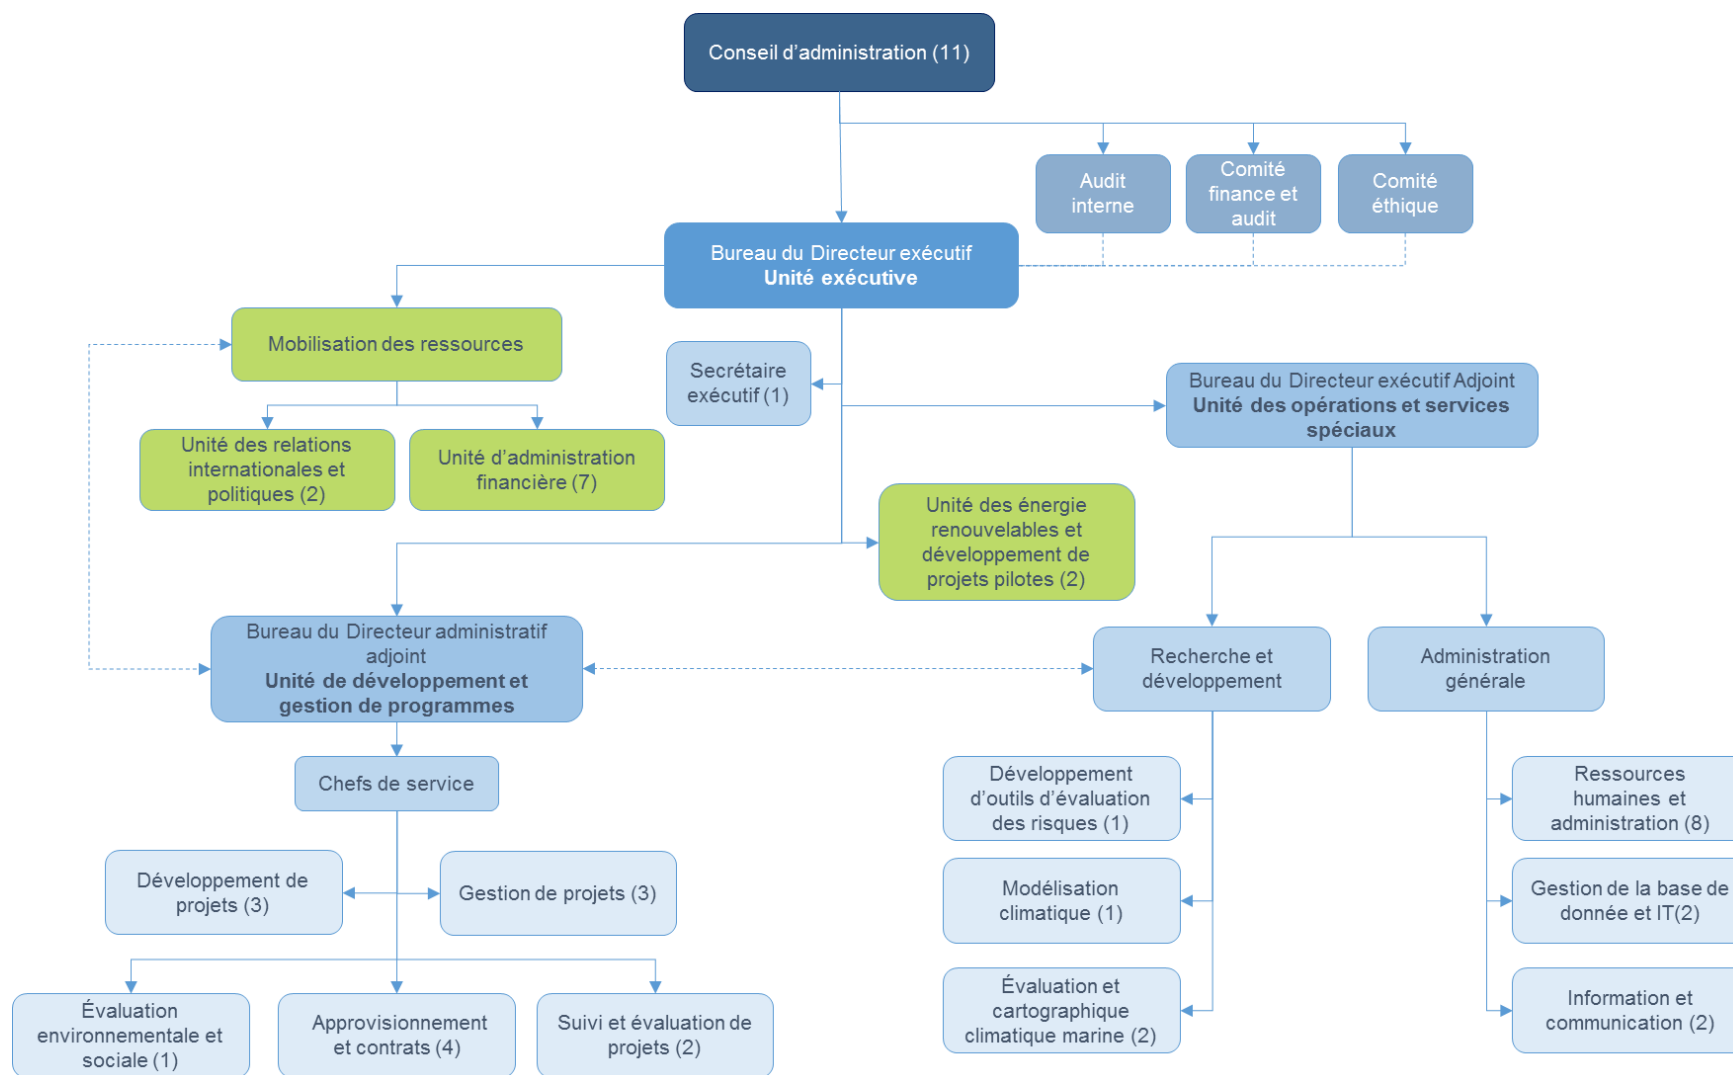 Conseil d’administration (11)
Audit
interne
Comité
finance et
audit
Comité
éthique
Bureau du Directeur exécutif
Unité exécutive
Mobilisation des ressources
Secrétaire
exécutif (1)
Bureau du Directeur exécutif Adjoint
Unité des opérations et services
spéciaux
Unité des relations
internationales et
politiques (2)
Unité d’administration
financière (7)
Unité des énergie
renouvelables et
développement de
projets pilotes (2)
Bureau du Directeur administratif
adjoint
Unité de développement et
gestion de programmes
Recherche et
développement
Administration
générale
Chefs de service
Développement
d’outils d’évaluation
des risques (1)
Ressources
humaines et
administration (8)
Développement de
projets (3)
Gestion de projets (3)
Modélisation
climatique (1)
Gestion de la base de
donnée et IT(2)
Évaluation
environnementale et
sociale (1)
Approvisionnement
et contrats (4)
Suivi et évaluation de
projets (2)
Évaluation et
cartographique
climatique marine (2)
Information et
communication (2)